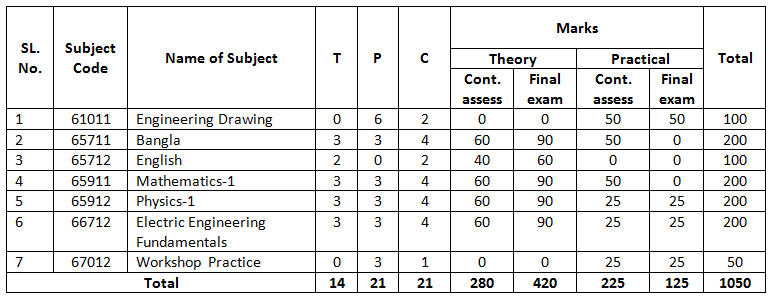 SL. No. Subject Code Name of Subject T P C Marks Total
Theory Practical
Cont. assess Final exam Cont. assess Final exam
1 61011 Engineering Drawing 0 6 2 0 0 50 50 100
2 65711 Bangla 3 3 4 60 90 50 0 200
3 65712 English 2 0 2 40 60 0 0 100
4 65911 Mathematics-1 3 3 4 60 90 50 0 200
5 65912 Physics-1 3 3 4 60 90 25 25 200
6 66712 Electric Engineering Fundamentals 3 3 4 60 90 25 25 200
7 67012 Workshop Practice 0 3 1 0 0 25 25 50
Total 14 21 21 280 420 225 125 1050